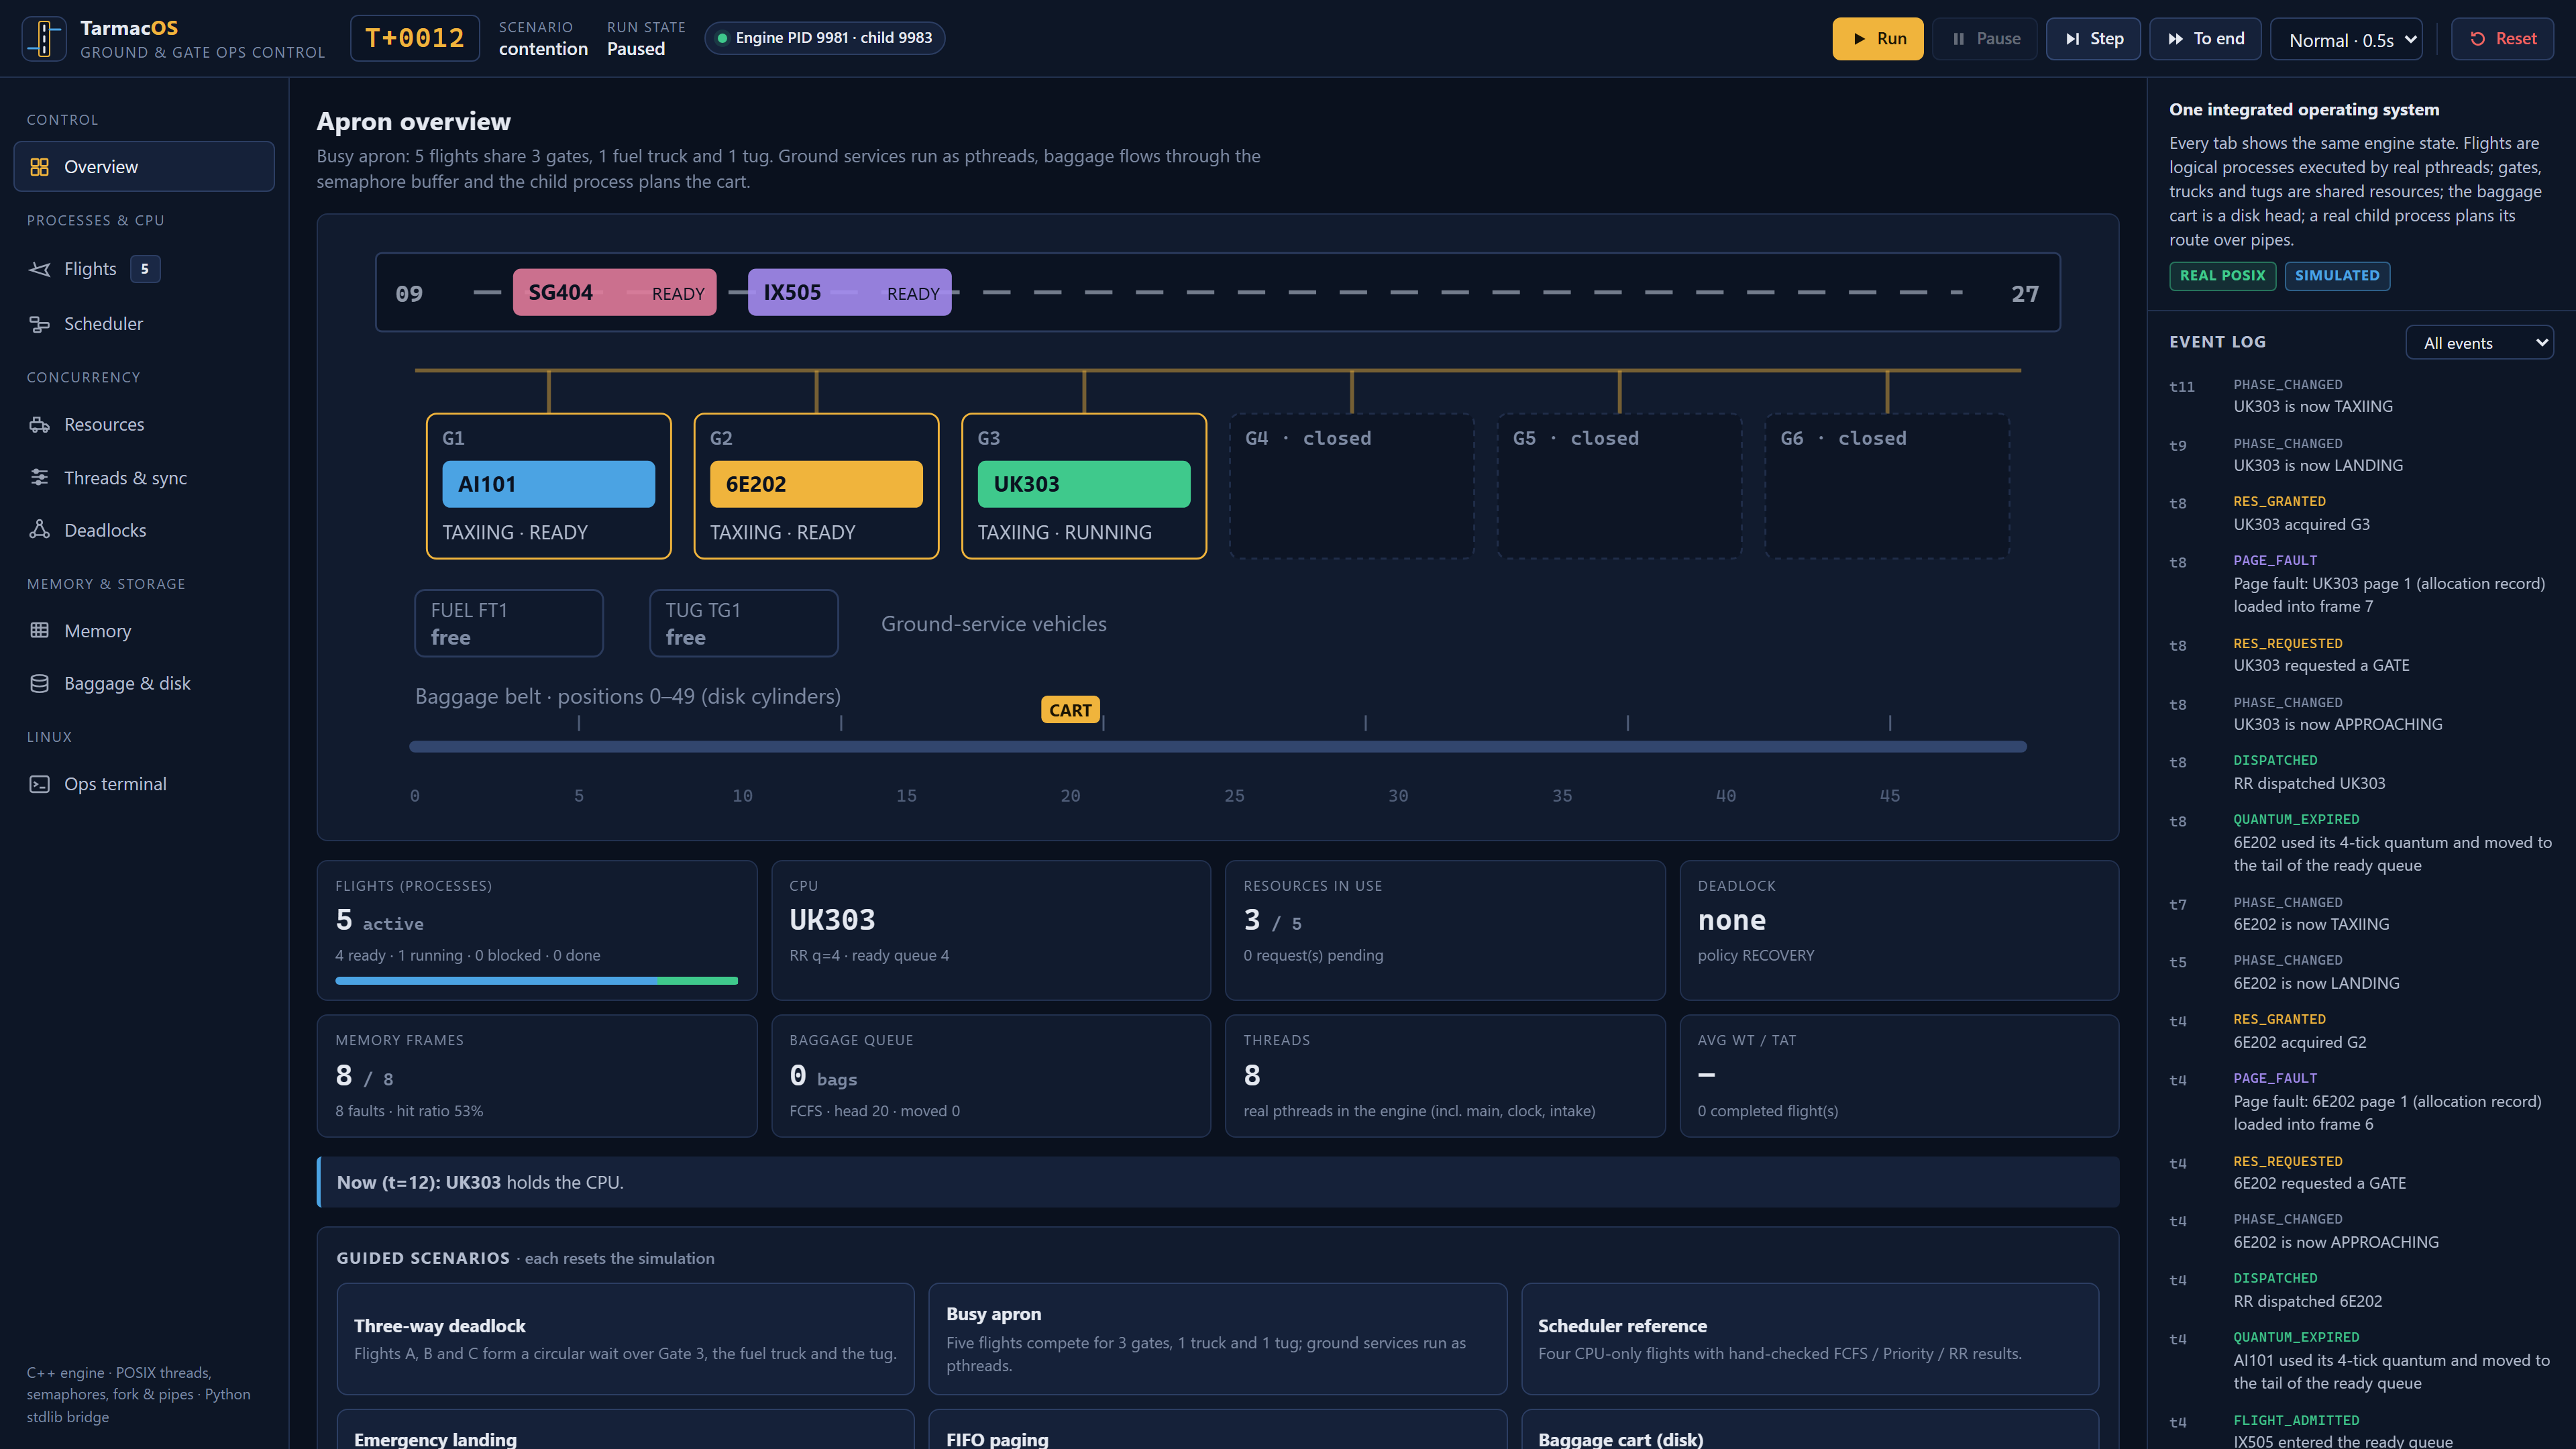 TarmacOS
GROUND & GATE OPS CONTROL
T+0012
SCENARIO
contention
RUN STATE
Paused
Engine PID 9981 · child 9983
Run
Pause
Step
To end
Normal · 0.5s
Reset
CONTROL
Overview
PROCESSES & CPU
Flights 5
Scheduler
CONCURRENCY
Resources
Threads & sync
Deadlocks
MEMORY & STORAGE
Memory
Baggage & disk
LINUX
Ops terminal
C++ engine · POSIX threads,
semaphores, fork & pipes · Python
stdlib bridge
Apron overview
Busy apron: 5 flights share 3 gates, 1 fuel truck and 1 tug. Ground services run as pthreads, baggage flows through the
semaphore buffer and the child process plans the cart.
09
SG404 READY
IX505 READY
27
G1
AI101
TAXIING · READY
G2
6E202
TAXIING · READY
G3
UK303
TAXIING · RUNNING
G4 · closed
G5 · closed
G6 · closed
FUEL FT1
free
TUG TG1
free
Ground-service vehicles
Baggage belt · positions 0–49 (disk cylinders)
CART
0 5 10 15 20 25 30 35 40 45
FLIGHTS (PROCESSES)
5 active
4 ready · 1 running · 0 blocked · 0 done
CPU
UK303
RR q=4 · ready queue 4
RESOURCES IN USE
3 / 5
0 request(s) pending
DEADLOCK
none
policy RECOVERY
MEMORY FRAMES
8 / 8
8 faults · hit ratio 53%
BAGGAGE QUEUE
0 bags
FCFS · head 20 · moved 0
THREADS
8
real pthreads in the engine (incl. main, clock, intake)
AVG WT / TAT
—
0 completed flight(s)
Now (t=12): UK303 holds the CPU.
GUIDED SCENARIOS · each resets the simulation
Three-way deadlock
Flights A, B and C form a circular wait over Gate 3, the fuel truck and the tug.
Busy apron
Five flights compete for 3 gates, 1 truck and 1 tug; ground services run as
pthreads.
Scheduler reference
Four CPU-only flights with hand-checked FCFS / Priority / RR results.
Emergency landing
FIFO paging
Baggage cart (disk)
One integrated operating system
Every tab shows the same engine state. Flights are
logical processes executed by real pthreads; gates,
trucks and tugs are shared resources; the baggage
cart is a disk head; a real child process plans its
route over pipes.
REAL POSIX
SIMULATED
EVENT LOG
All events
t11 PHASE_CHANGED
UK303 is now TAXIING
t9 PHASE_CHANGED
UK303 is now LANDING
t8 RES_GRANTED
UK303 acquired G3
t8 PAGE_FAULT
Page fault: UK303 page 1 (allocation record)
loaded into frame 7
t8 RES_REQUESTED
UK303 requested a GATE
t8 PHASE_CHANGED
UK303 is now APPROACHING
t8 DISPATCHED
RR dispatched UK303
t8 QUANTUM_EXPIRED
6E202 used its 4-tick quantum and moved to
the tail of the ready queue
t7 PHASE_CHANGED
6E202 is now TAXIING
t5 PHASE_CHANGED
6E202 is now LANDING
t4 RES_GRANTED
6E202 acquired G2
t4 PAGE_FAULT
Page fault: 6E202 page 1 (allocation record)
loaded into frame 6
t4 RES_REQUESTED
6E202 requested a GATE
t4 PHASE_CHANGED
6E202 is now APPROACHING
t4 DISPATCHED
RR dispatched 6E202
t4 QUANTUM_EXPIRED
AI101 used its 4-tick quantum and moved to
the tail of the ready queue
t4 FLIGHT_ADMITTED
IX505 entered the ready queue